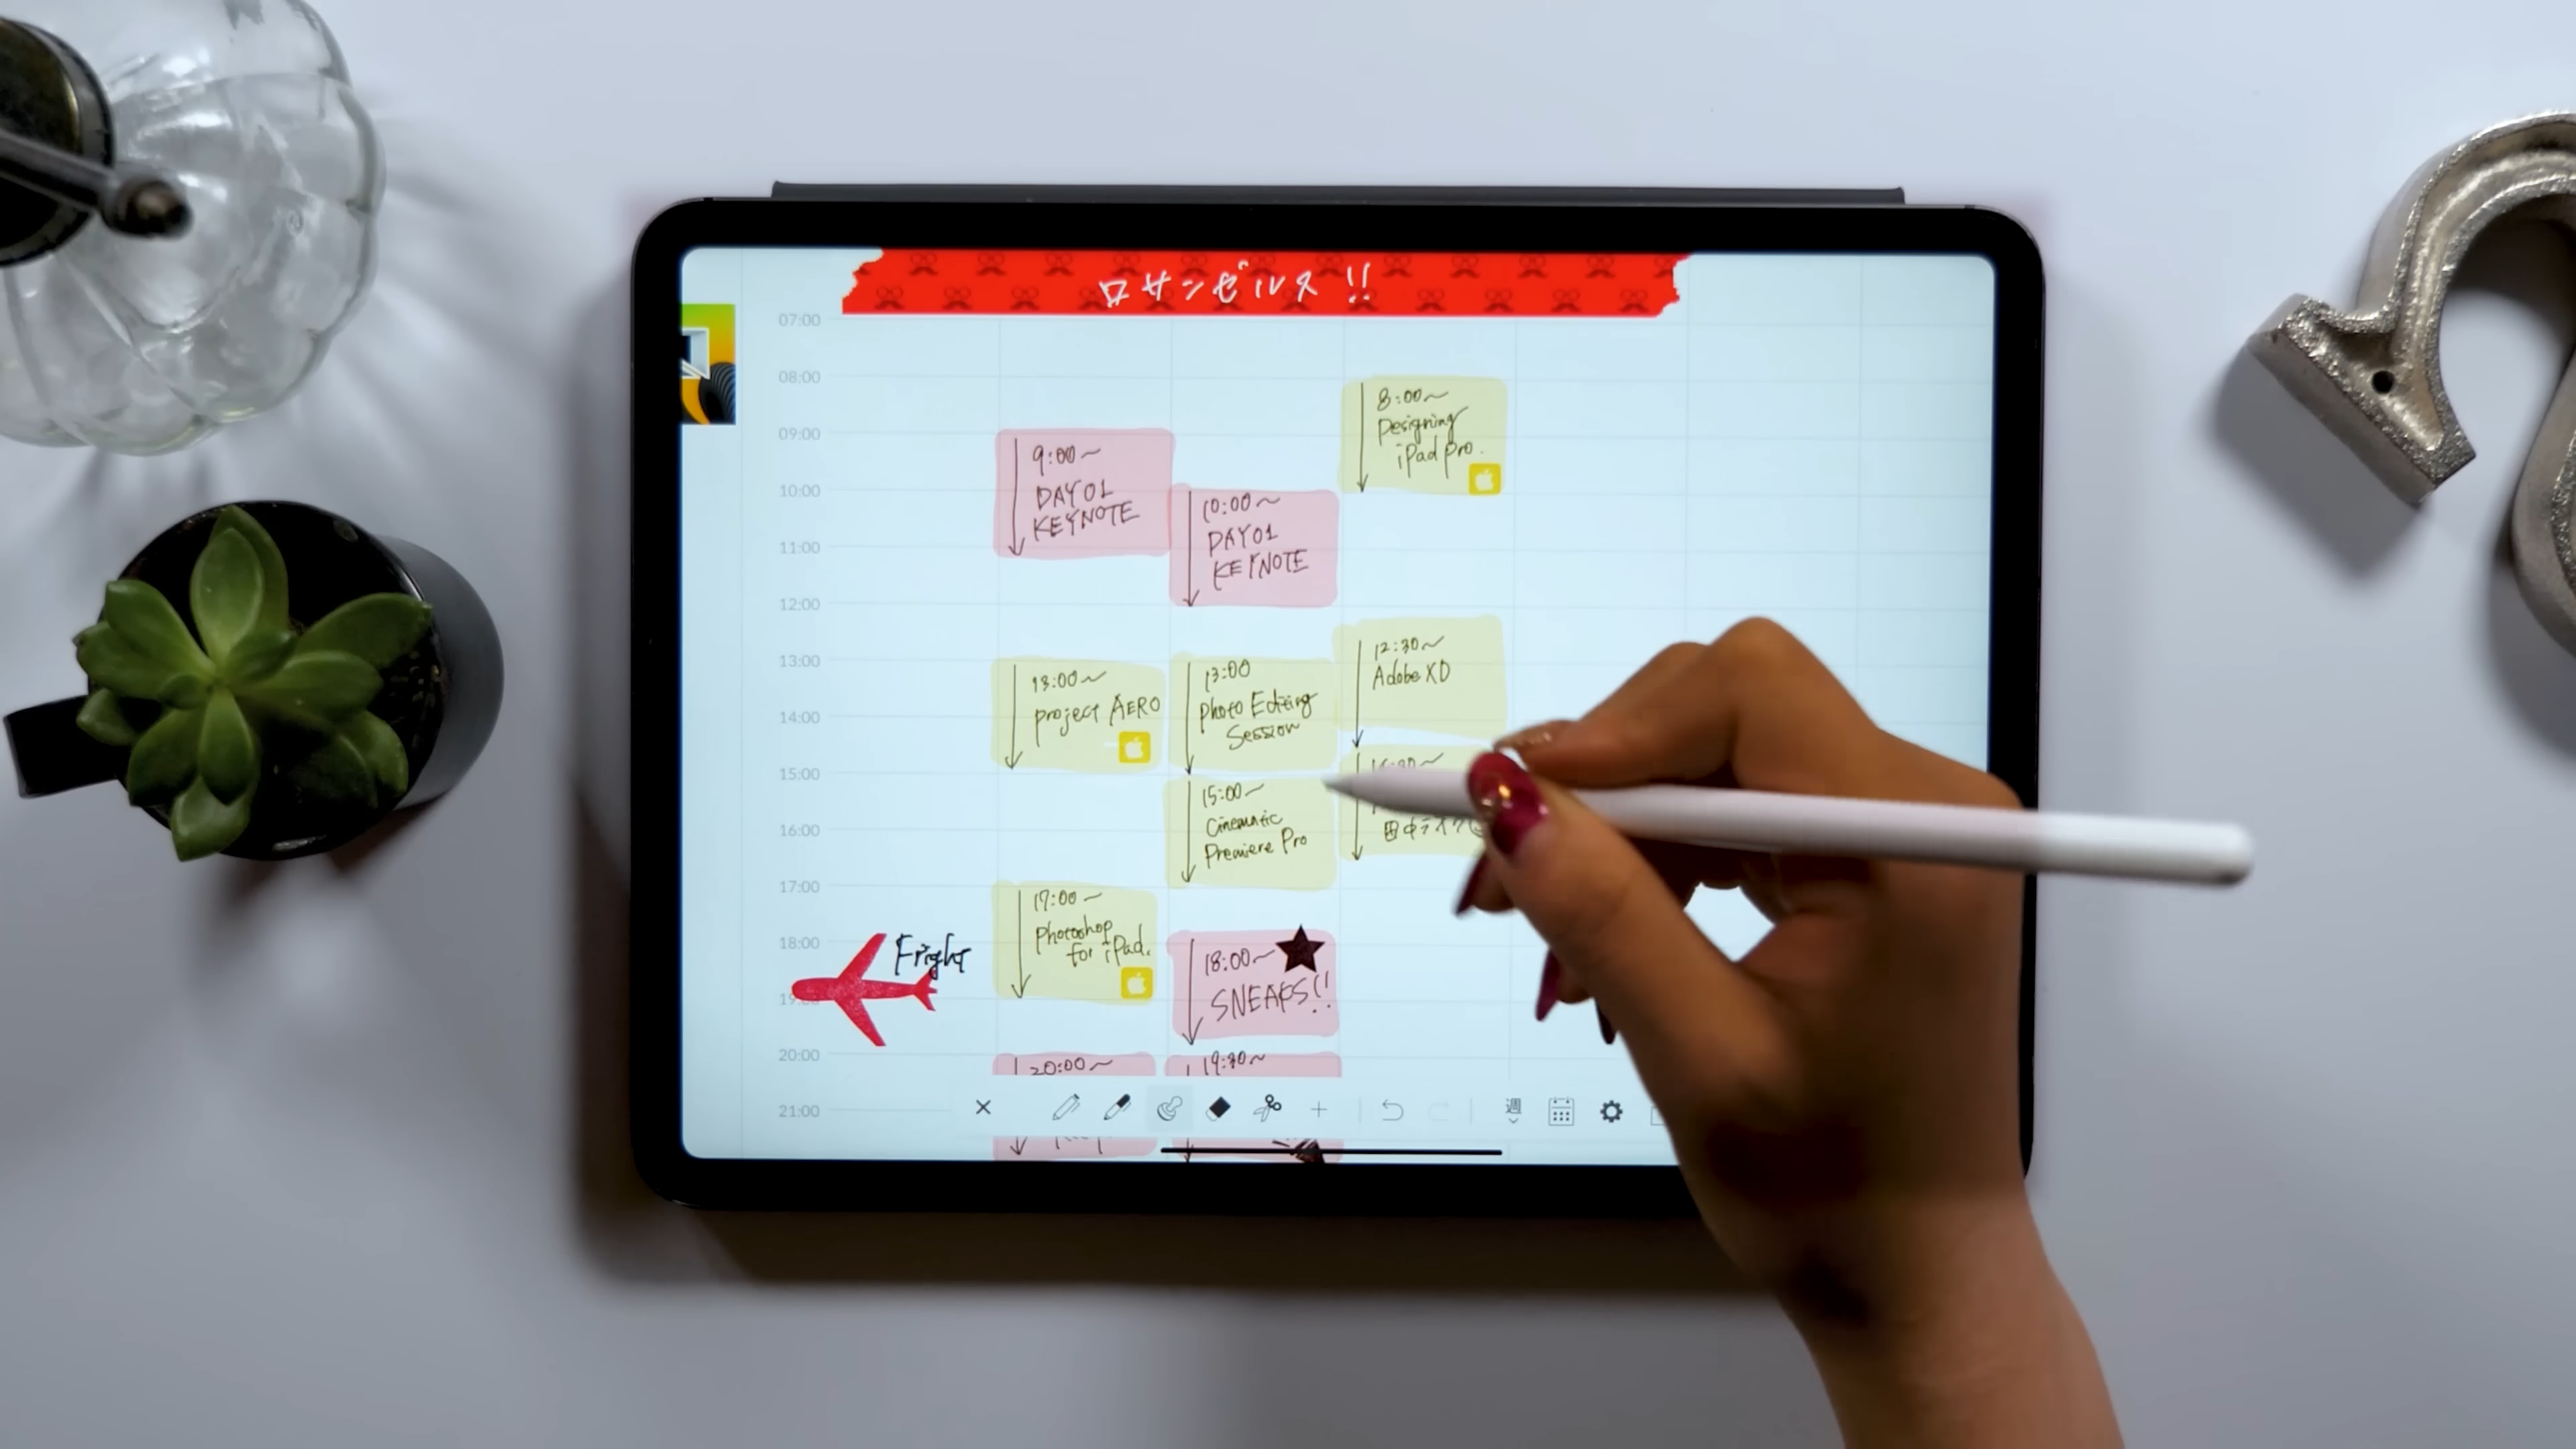 ロサンゼルス!!
07:00
08:00
09:00
10:00
11:00
12:00
13:00
14:00
15:00
16:00
17:00
18:00
20:00
21:00
Fright
9:00~
DAY01
KEYNOTE
13:00~
project AERO
17:00~
Photoshop
for iPad.
20:00~
10:00~
DAY01
KEYNOTE
13:00
Photo Editing
Session
15:00~
Cinematic
Premiere Pro
18:00~
SNEAKS!!
19:30~
8:00~
Designing
iPad Pro.
12:30~
Adobe XD
週